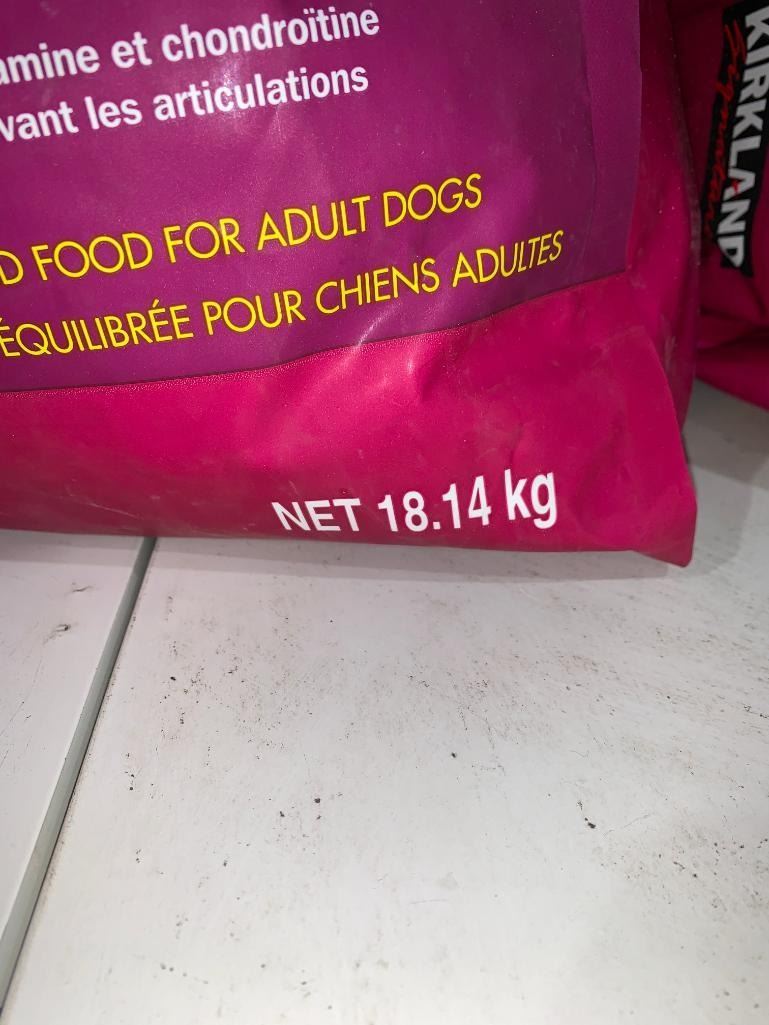 amine et chondroïtine
vant les articulations
D FOOD FOR ADULT DOGS
ÉQUILIBRÉE POUR CHIENS ADULTES
NET 18.14 kg
KIRKLAND
Signature